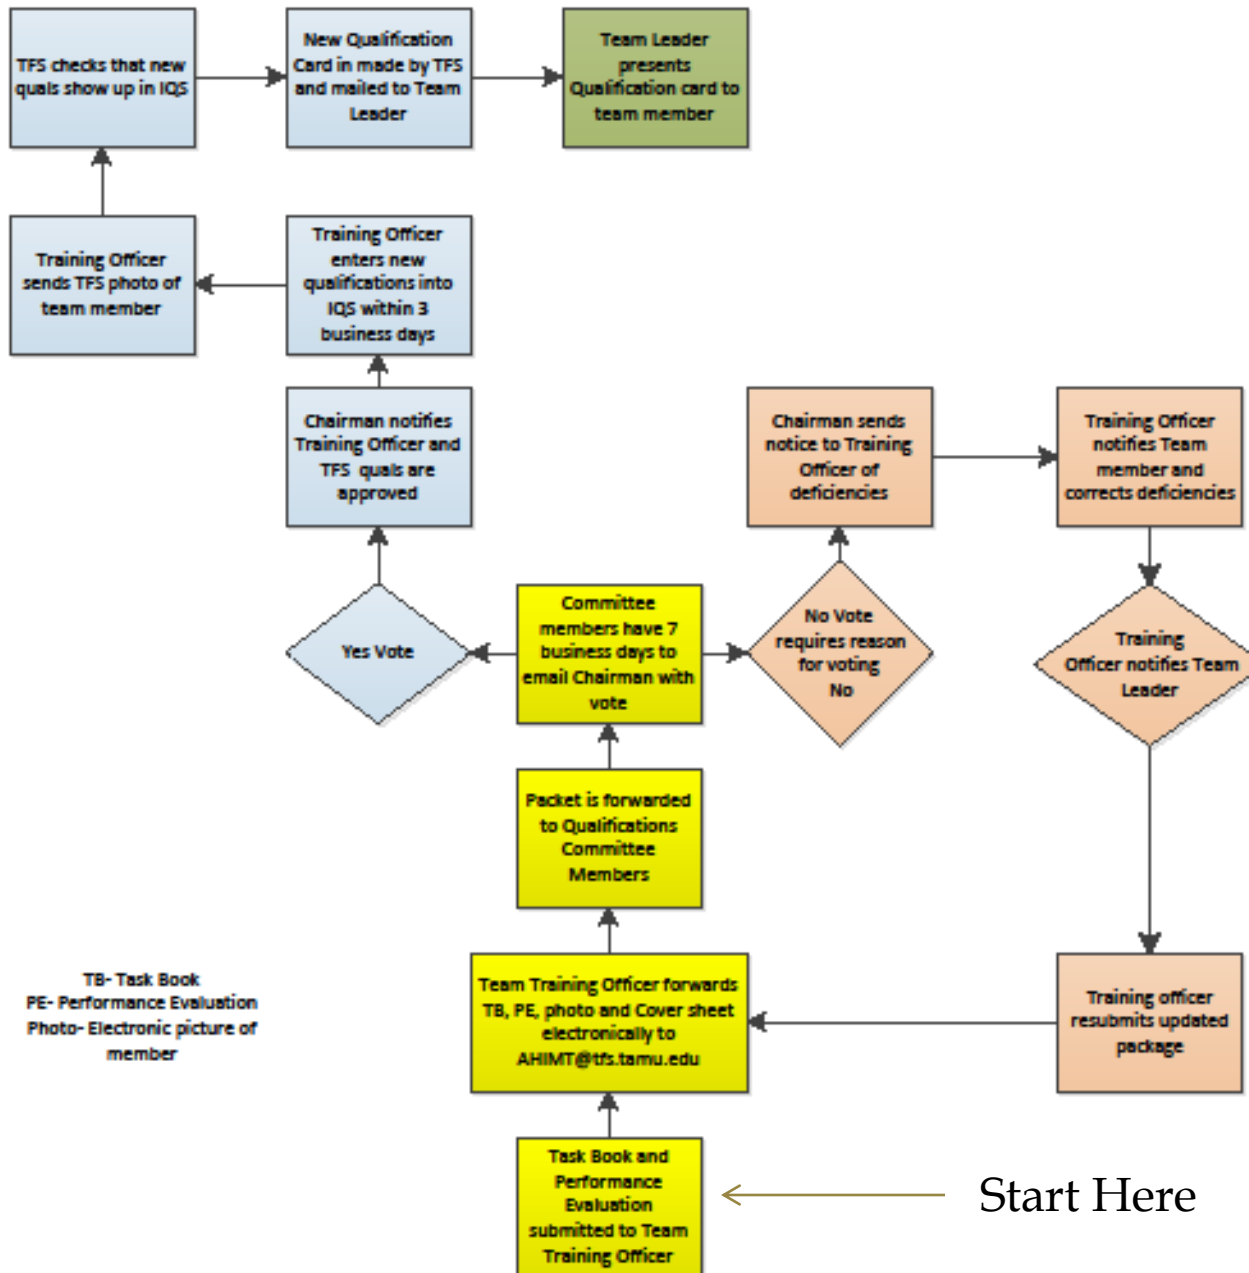 TFS checks that new
quals show up in IQS
New Qualification
Card in made by TFS
and mailed to Team
Leader
Team Leader
presents
Qualification card to
team member
Training Officer
sends TFS photo of
team member
Training Officer
enters new
qualifications into
IQS within 3
business days
Chairman notifies
Training Officer and
TFS quals are
approved
Chairman sends
notice to Training
Officer of
deficiencies
Training Officer
notifies Team
member and
corrects deficiencies
Yes Vote
Committee
members have 7
business days to
email Chairman with
vote
No Vote
requires reason
for voting
No
Training
Officer notifies Team
Leader
Packet is forwarded
to Qualifications
Committee
Members
TB- Task Book
PE- Performance Evaluation
Photo- Electronic picture of
member
Team Training Officer forwards
TB, PE, photo and Cover sheet
electronically to
AHIMT@tfs.tamu.edu
Training officer
resubmits updated
package
Task Book and
Performance
Evaluation
submitted to Team
Training Officer
Start Here